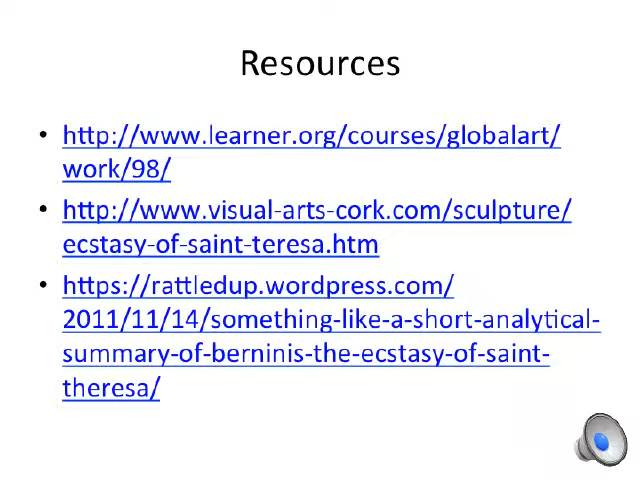 Resources
• http://www.learner.org/courses/globalart/
work/98/
• http://www.visual-arts-cork.com/sculpture/
ecstasy-of-saint-teresa.htm
• https://rattledup.wordpress.com/
2011/11/14/something-like-a-short-analytical-
summary-of-berninis-the-ecstasy-of-saint-
theresa/